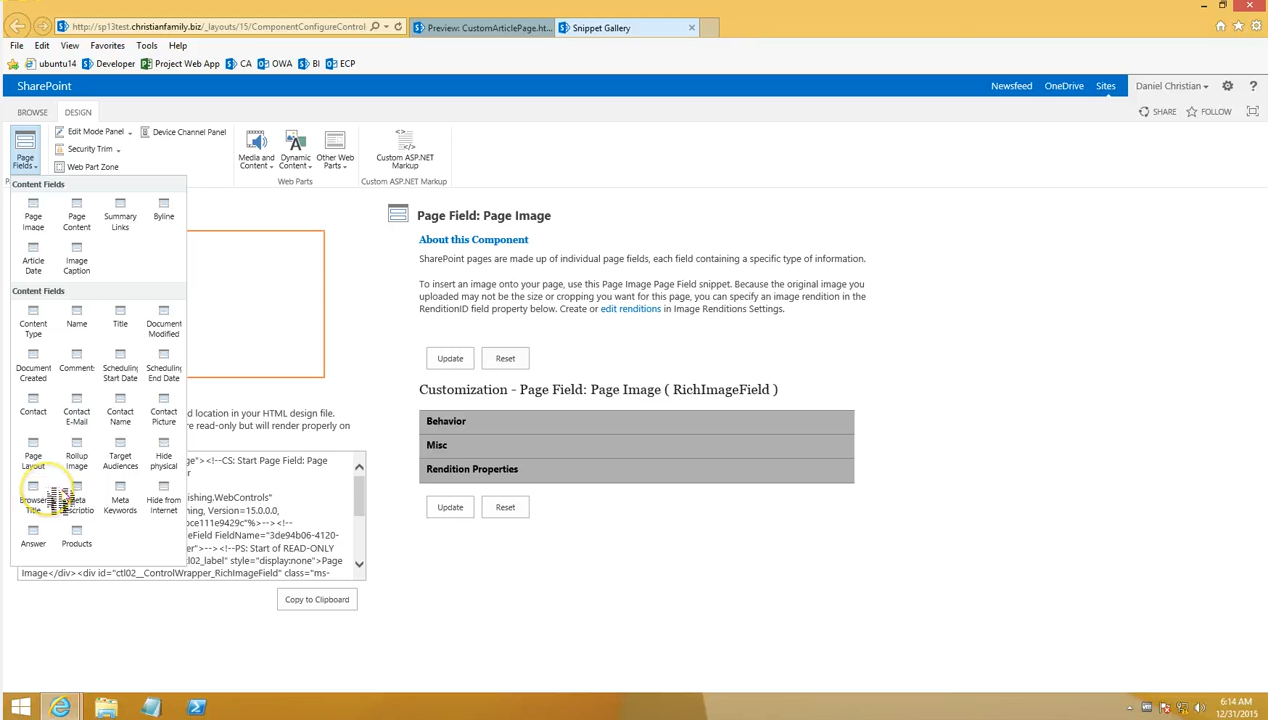 http://sp13test.christianfamily.biz/_layouts/15/ComponentConfigureControl
Preview: CustomArticlePage.ht...
Snippet Gallery
File Edit View Favorites Tools Help
ubuntu14 Developer Project Web App CA OWA BI ECP
SharePoint
Newsfeed OneDrive Sites Daniel Christian ?
BROWSE DESIGN
SHARE FOLLOW
Page Fields
Edit Mode Panel
Device Channel Panel
Security Trim
Web Part Zone
Media and Content
Dynamic Content
Other Web Parts
Web Parts
Custom ASP.NET Markup
Custom ASP.NET Markup
Content Fields
Page Image
Page Content
Summary Links
Byline
Article Date
Image Caption
Content Fields
Content Type
Name
Title
Document Modified
Document Created
Comment:
Scheduling Start Date
Scheduling End Date
Contact
Contact E-Mail
Contact Name
Contact Picture
Page Layout
Rollup Image
Target Audiences
Hide physical
Browser Title
Meta
Meta Keywords
Hide from Internet
Answer
Products
Page Field: Page Image
About this Component
SharePoint pages are made up of individual page fields, each field containing a specific type of information.
To insert an image onto your page, use this Page Image Page Field snippet. Because the original image you
uploaded may not be the size or cropping you want for this page, you can specify an image rendition in the
RenditionID field property below. Create or edit renditions in Image Renditions Settings.
Update Reset
Customization - Page Field: Page Image ( RichImageField )
Behavior
Misc
Rendition Properties
Update Reset
d location in your HTML design file.
re read-only but will render properly on
age"><!--CS: Start Page Field: Page
er
ishing.WebControls"
ning, Version=15.0.0.0,
oce111e9429c"%>--><!--
eField FieldName="3de94b06-4120-
er">--><!--PS: Start of READ-ONLY
l02_label" style="display:none">Page
Image</div><div id="ctl02__ControlWrapper_RichImageField" class="ms-
Copy to Clipboard
6:14 AM
12/31/2015